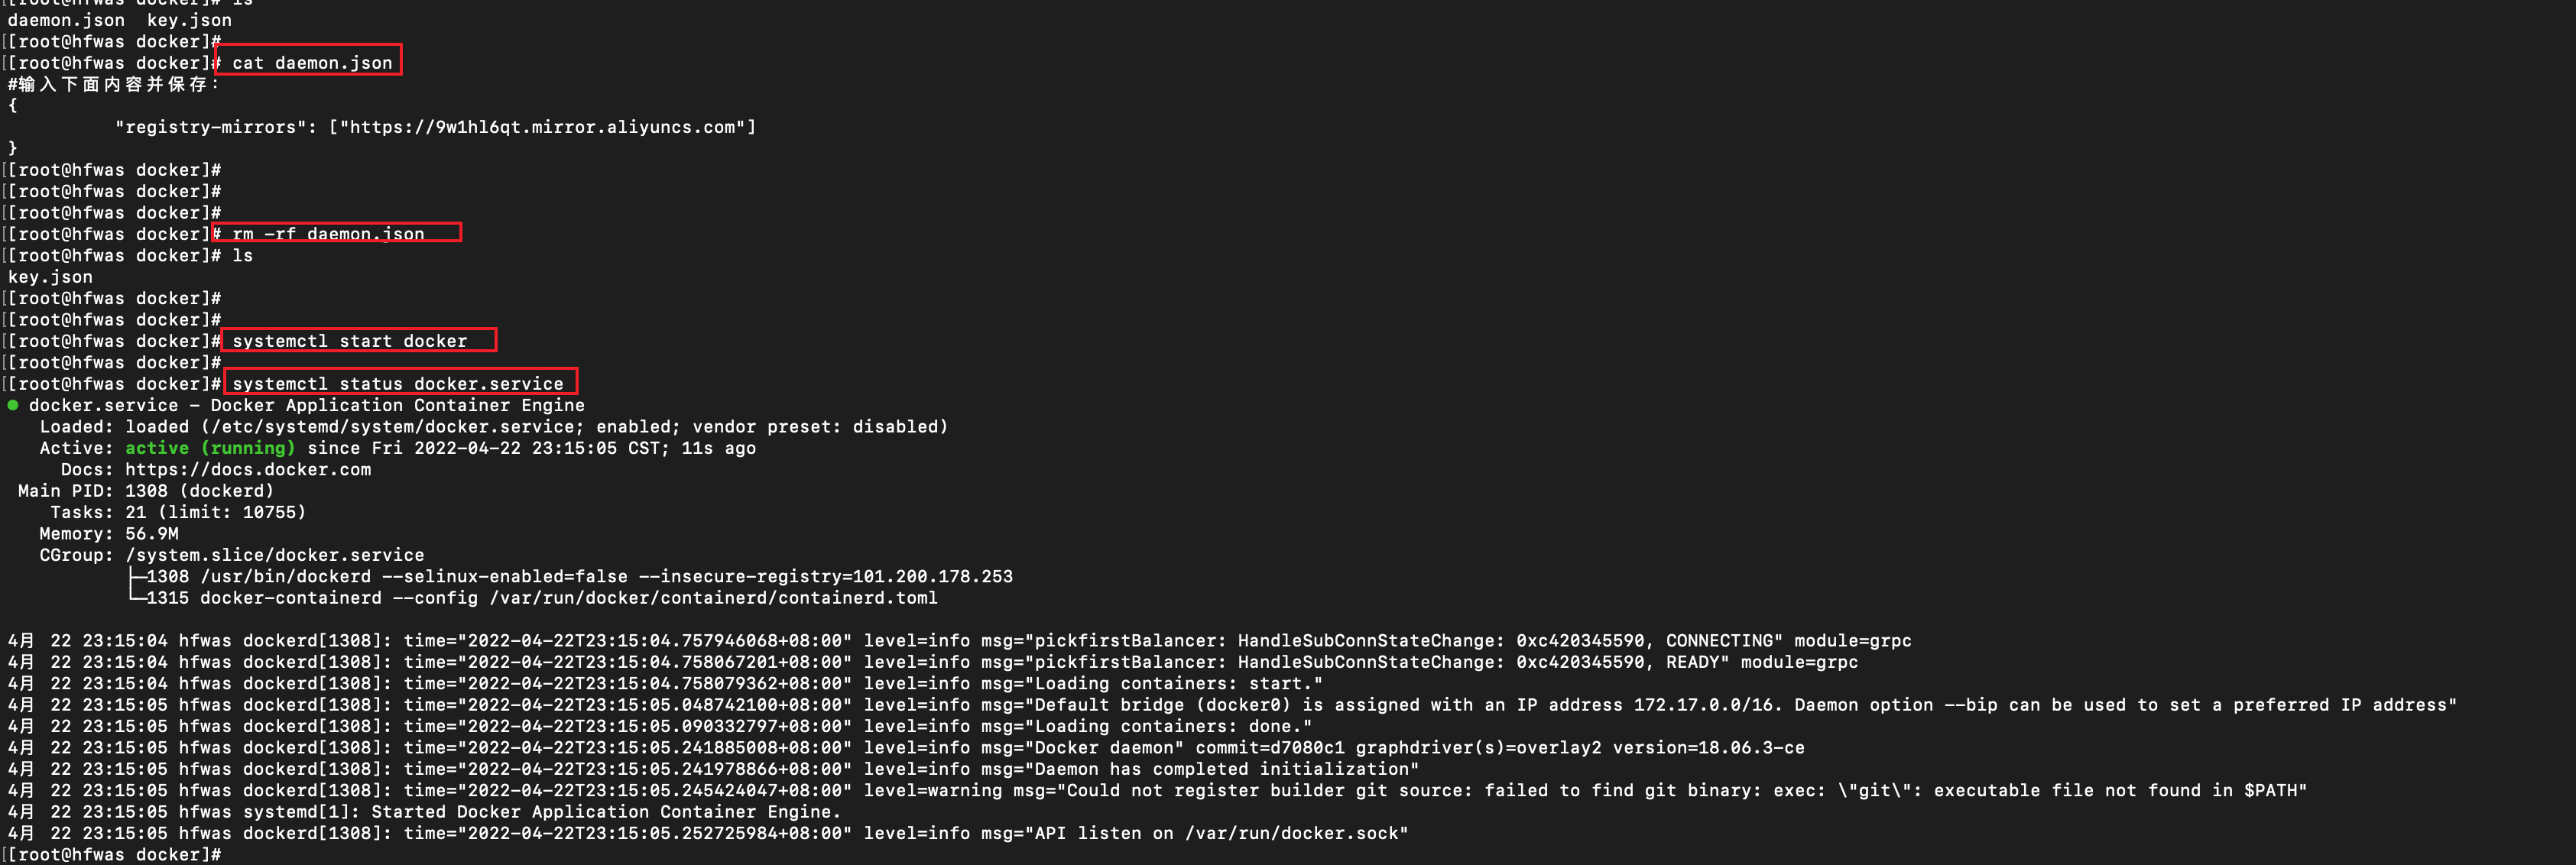 [[root@hfwas docker]# ls
daemon.json  key.json
[[root@hfwas docker]#
[[root@hfwas docker]# cat daemon.json
#输入下面内容并保存：
{
          "registry-mirrors": ["https://9w1hl6qt.mirror.aliyuncs.com"]
}
[[root@hfwas docker]#
[[root@hfwas docker]#
[[root@hfwas docker]#
[[root@hfwas docker]# rm -rf daemon.json
[[root@hfwas docker]# ls
key.json
[[root@hfwas docker]#
[[root@hfwas docker]#
[[root@hfwas docker]# systemctl start docker
[[root@hfwas docker]#
[[root@hfwas docker]# systemctl status docker.service
● docker.service - Docker Application Container Engine
   Loaded: loaded (/etc/systemd/system/docker.service; enabled; vendor preset: disabled)
   Active: active (running) since Fri 2022-04-22 23:15:05 CST; 11s ago
     Docs: https://docs.docker.com
 Main PID: 1308 (dockerd)
    Tasks: 21 (limit: 10755)
   Memory: 56.9M
   CGroup: /system.slice/docker.service
           ├─1308 /usr/bin/dockerd --selinux-enabled=false --insecure-registry=101.200.178.253
           └─1315 docker-containerd --config /var/run/docker/containerd/containerd.toml
4月 22 23:15:04 hfwas dockerd[1308]: time="2022-04-22T23:15:04.757946068+08:00" level=info msg="pickfirstBalancer: HandleSubConnStateChange: 0xc420345590, CONNECTING" module=grpc
4月 22 23:15:04 hfwas dockerd[1308]: time="2022-04-22T23:15:04.758067201+08:00" level=info msg="pickfirstBalancer: HandleSubConnStateChange: 0xc420345590, READY" module=grpc
4月 22 23:15:04 hfwas dockerd[1308]: time="2022-04-22T23:15:04.758079362+08:00" level=info msg="Loading containers: start."
4月 22 23:15:05 hfwas dockerd[1308]: time="2022-04-22T23:15:05.048742100+08:00" level=info msg="Default bridge (docker0) is assigned with an IP address 172.17.0.0/16. Daemon option --bip can be used to set a preferred IP address"
4月 22 23:15:05 hfwas dockerd[1308]: time="2022-04-22T23:15:05.090332797+08:00" level=info msg="Loading containers: done."
4月 22 23:15:05 hfwas dockerd[1308]: time="2022-04-22T23:15:05.241885008+08:00" level=info msg="Docker daemon" commit=d7080c1 graphdriver(s)=overlay2 version=18.06.3-ce
4月 22 23:15:05 hfwas dockerd[1308]: time="2022-04-22T23:15:05.241978866+08:00" level=info msg="Daemon has completed initialization"
4月 22 23:15:05 hfwas dockerd[1308]: time="2022-04-22T23:15:05.245424047+08:00" level=warning msg="Could not register builder git source: failed to find git binary: exec: \"git\": executable file not found in $PATH"
4月 22 23:15:05 hfwas systemd[1]: Started Docker Application Container Engine.
4月 22 23:15:05 hfwas dockerd[1308]: time="2022-04-22T23:15:05.252725984+08:00" level=info msg="API listen on /var/run/docker.sock"
[[root@hfwas docker]#